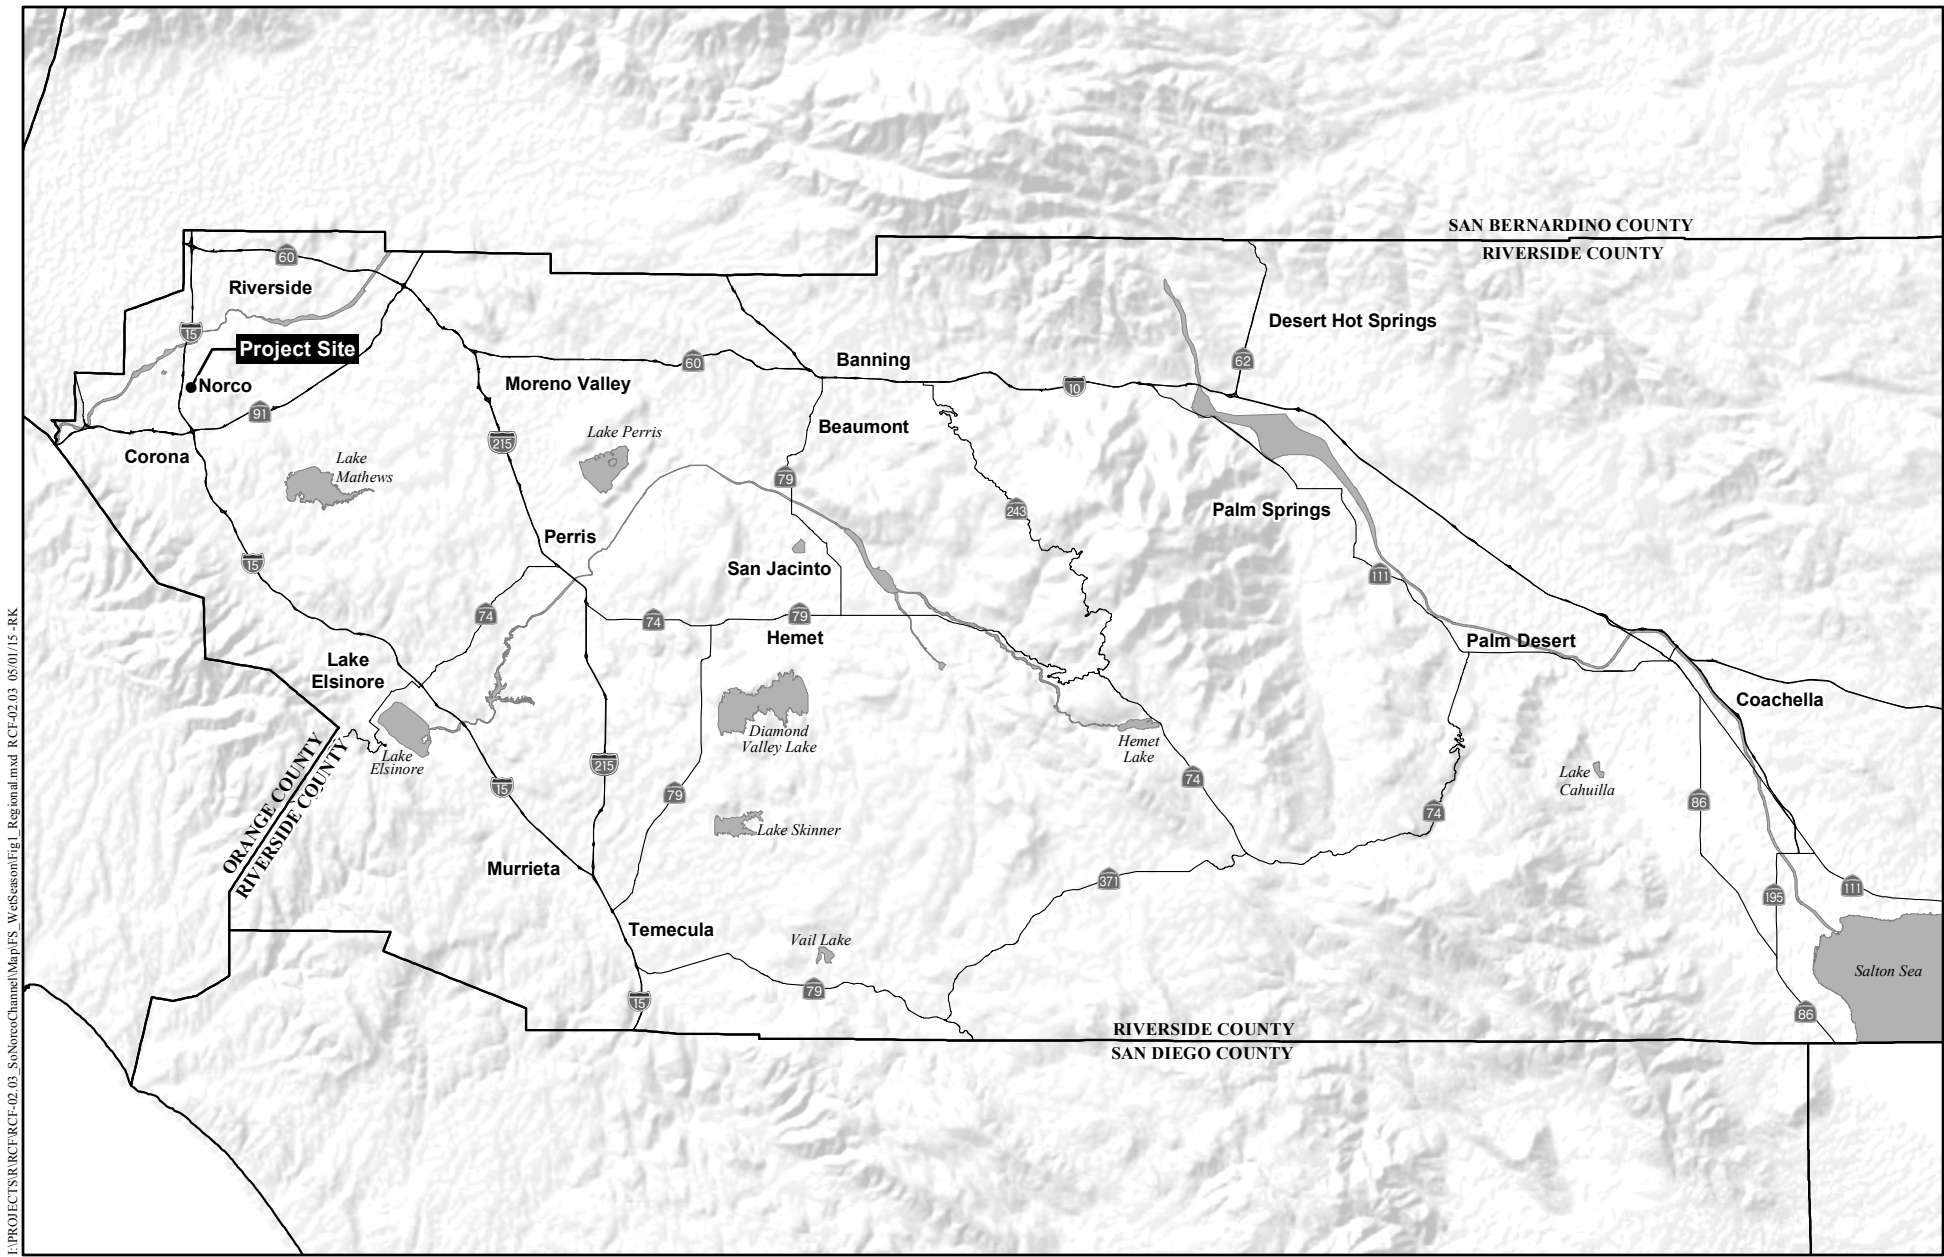 SAN BERNARDINO COUNTY
RIVERSIDE COUNTY
60
Riverside
15
Project Site
Norco
91
Corona
Lake
Mathews
15
Moreno Valley
215
Lake Perris
60
Banning
Beaumont
79
10
62
Desert Hot Springs
243
Palm Springs
111
Perris
San Jacinto
74
74
79
Hemet
Palm Desert
Coachella
Lake
Elsinore
Lake
Elsinore
ORANGE COUNTY
RIVERSIDE COUNTY
15
215
79
Diamond
Valley Lake
Lake Skinner
Hemet
Lake
74
74
Lake
Cahuilla
86
Murrieta
371
195
111
Temecula
Vail Lake
79
15
Salton Sea
86
RIVERSIDE COUNTY
SAN DIEGO COUNTY
I:\PROJECTS\R\RCF\RCF-02.03_SoNorcoChannel\Map\FS_WetSeason\Fig1_Regional.mxd RCF-02.03 05/01/15 -RK